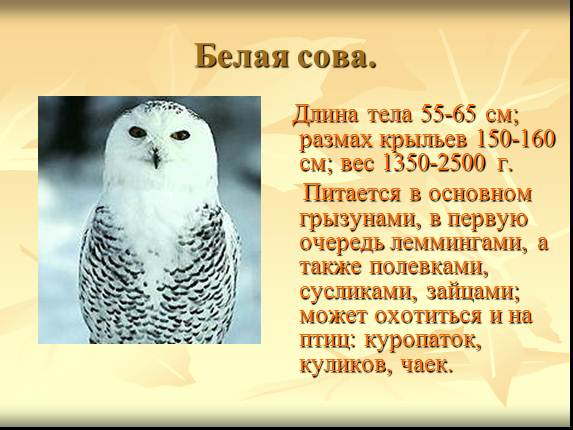 Белая сова.
Длина тела 55-65 см;
размах крыльев 150-160
см; вес 1350-2500 г.
Питается в основном
грызунами, в первую
очередь леммингами, а
также полевками,
сусликами, зайцами;
может охотиться и на
птиц: куропаток,
куликов, чаек.